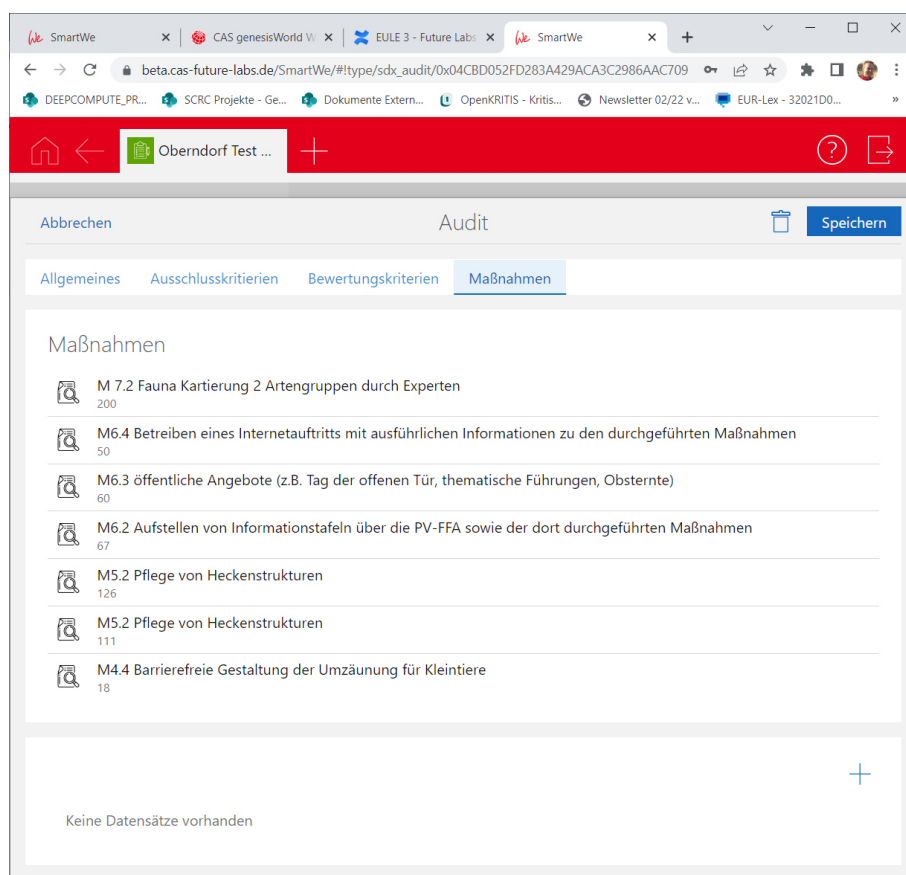 SmartWe
CAS genesisWorld W
EULE 3 - Future Labs
SmartWe
beta.cas-future-labs.de/SmartWe/#!type/sdx_audit/0x04CBD052FD283A429ACA3C2986AAC709
DEEPCOMPUTE_PR...
SCRC Projekte - Ge...
Dokumente Extern...
OpenKRITIS - Kritis...
Newsletter 02/22 v...
EUR-Lex - 32021D0...
Oberndorf Test ...
Abbrechen
Audit
Speichern
Allgemeines
Ausschlusskritierien
Bewertungskriterien
Maßnahmen
Maßnahmen
M 7.2 Fauna Kartierung 2 Artengruppen durch Experten
200
M6.4 Betreiben eines Internetauftritts mit ausführlichen Informationen zu den durchgeführten Maßnahmen
50
M6.3 öffentliche Angebote (z.B. Tag der offenen Tür, thematische Führungen, Obsternte)
60
M6.2 Aufstellen von Informationstafeln über die PV-FFA sowie der dort durchgeführten Maßnahmen
67
M5.2 Pflege von Heckenstrukturen
126
M5.2 Pflege von Heckenstrukturen
111
M4.4 Barrierefreie Gestaltung der Umzäunung für Kleintiere
18
Keine Datensätze vorhanden